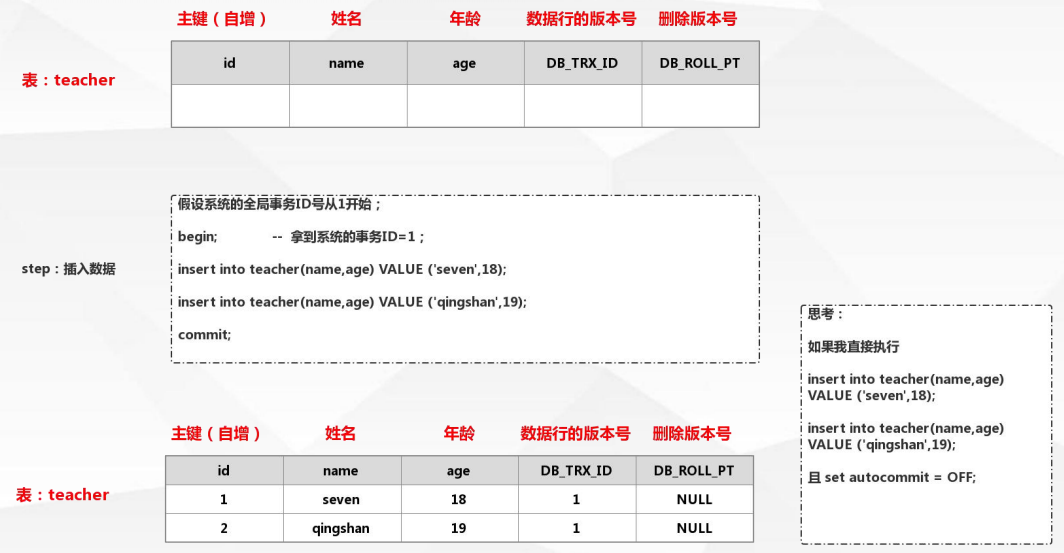 主键（自增） 姓名 年龄 数据行的版本号 删除版本号
表：teacher
id name age DB_TRX_ID DB_ROLL_PT
假设系统的全局事务ID号从1开始；
begin; -- 拿到系统的事务ID=1；
step：插入数据
insert into teacher(name,age) VALUE ('seven',18);
insert into teacher(name,age) VALUE ('qingshan',19);
commit;
思考：
如果我直接执行
insert into teacher(name,age)
VALUE ('seven',18);
insert into teacher(name,age)
VALUE ('qingshan',19);
且 set autocommit = OFF;
主键（自增） 姓名 年龄 数据行的版本号 删除版本号
表：teacher
id name age DB_TRX_ID DB_ROLL_PT
1 seven 18 1 NULL
2 qingshan 19 1 NULL